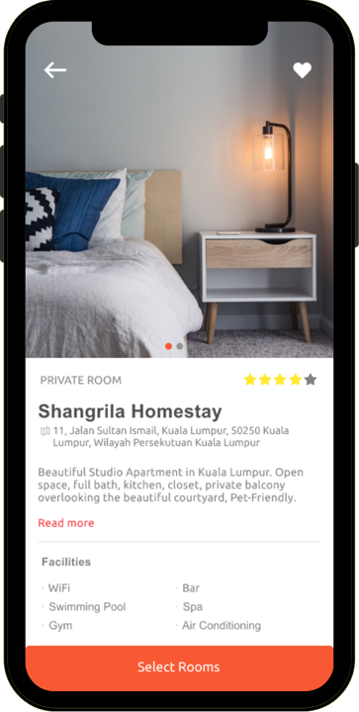 PRIVATE ROOM
Shangrila Homestay
11, Jalan Sultan Ismail, Kuala Lumpur, 50250 Kuala
Lumpur, Wilayah Persekutuan Kuala Lumpur
Beautiful Studio Apartment in Kuala Lumpur. Open
space, full bath, kitchen, closet, private balcony
overlooking the beautiful courtyard, Pet-Friendly.
Read more
Facilities
· WiFi
· Bar
· Swimming Pool
· Spa
· Gym
· Air Conditioning
Select Rooms